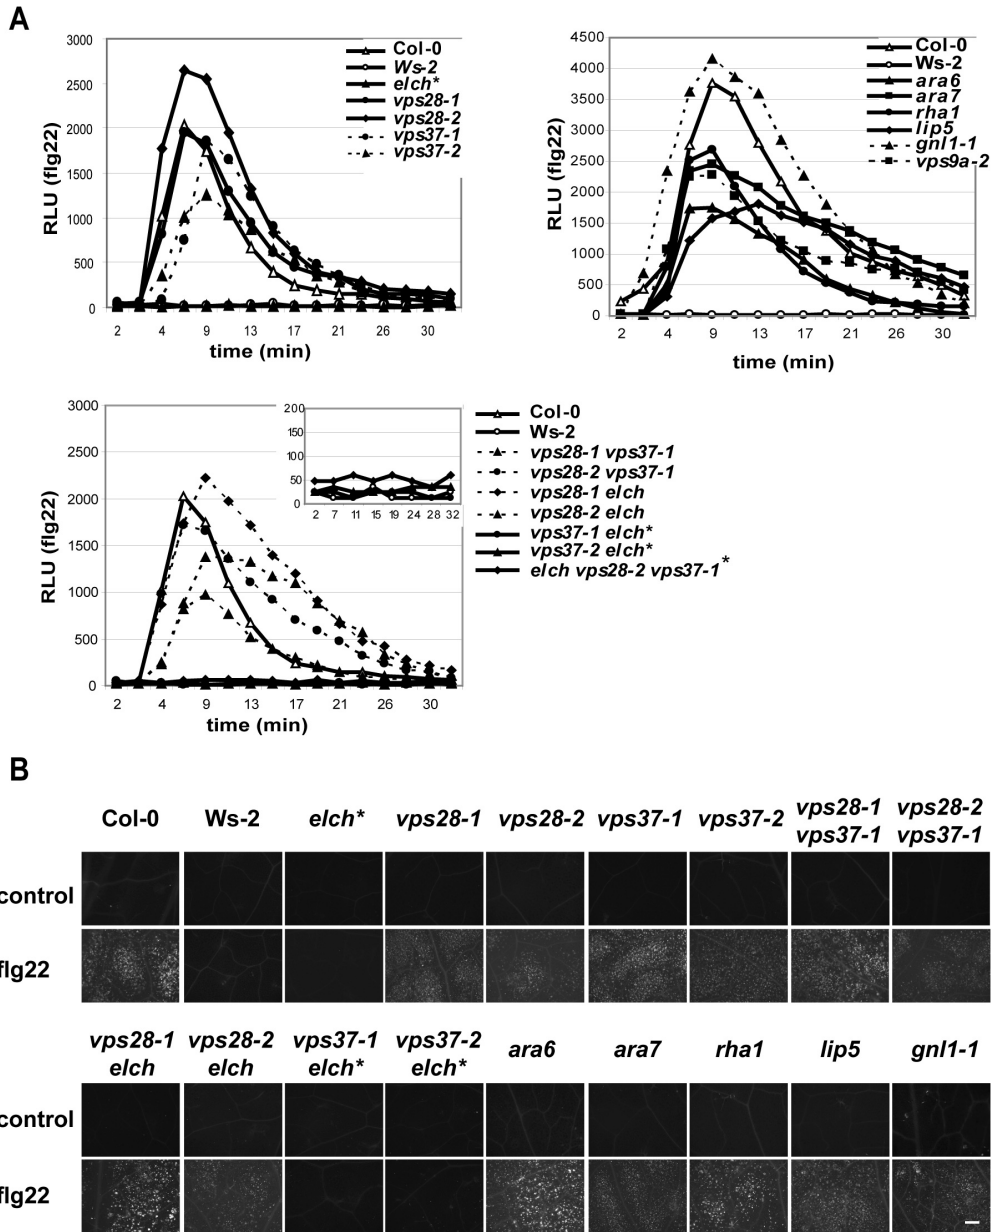 A
3000
2500
2000
1500
1000
500
0
RLU (flg22)
2 4 9 13 17 21 26 30
time (min)
Col-0
Ws-2
elch*
vps28-1
vps28-2
vps37-1
vps37-2
4500
4000
3500
3000
2500
2000
1500
1000
500
0
RLU (flg22)
2 4 9 13 19 21 26 30
time (min)
Col-0
Ws-2
ara6
ara7
rha1
lip5
gnl1-1
vps9a-2
3000
2500
2000
1500
1000
500
0
RLU (flg22)
2 4 9 13 17 21 26 30
time (min)
200
150
100
50
0
2 7 11 15 19 24 28 32
Col-0
Ws-2
vps28-1 vps37-1
vps28-2 vps37-1
vps28-1 elch
vps28-2 elch
vps37-1 elch*
vps37-2 elch*
elch vps28-2 vps37-1*
B
Col-0 Ws-2 elch* vps28-1 vps28-2 vps37-1 vps37-2 vps28-1 vps28-2
vps37-1 vps37-1
control
flg22
vps28-1 vps28-2 vps37-1 vps37-2 ara6 ara7 rha1 lip5 gnl1-1
elch elch elch* elch*
control
flg22